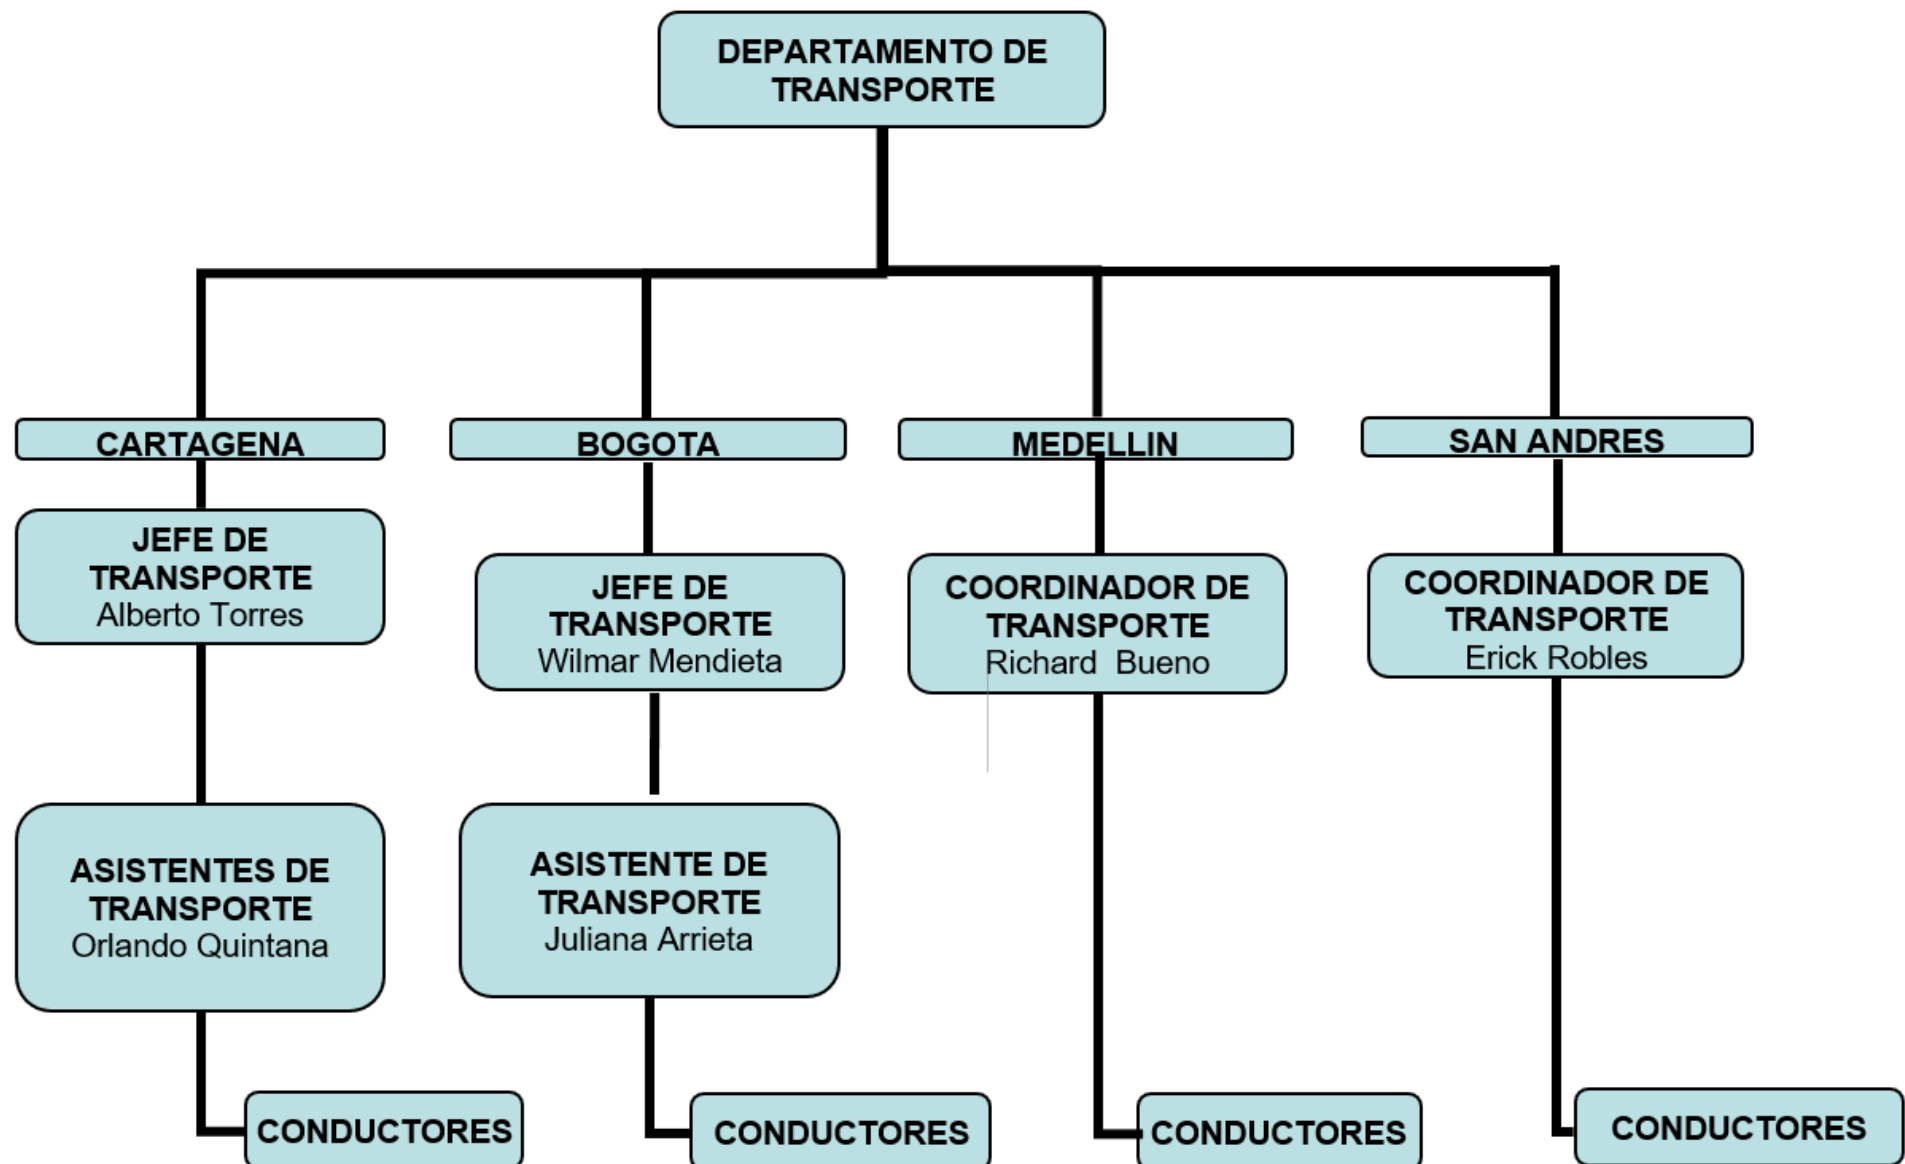 DEPARTAMENTO DE
TRANSPORTE
CARTAGENA
BOGOTA
MEDELLIN
SAN ANDRES
JEFE DE
TRANSPORTE
Alberto Torres
JEFE DE
TRANSPORTE
Wilmar Mendieta
COORDINADOR DE
TRANSPORTE
Richard  Bueno
COORDINADOR DE
TRANSPORTE
Erick Robles
ASISTENTES DE
TRANSPORTE
Orlando Quintana
ASISTENTE DE
TRANSPORTE
Juliana Arrieta
CONDUCTORES
CONDUCTORES
CONDUCTORES
CONDUCTORES